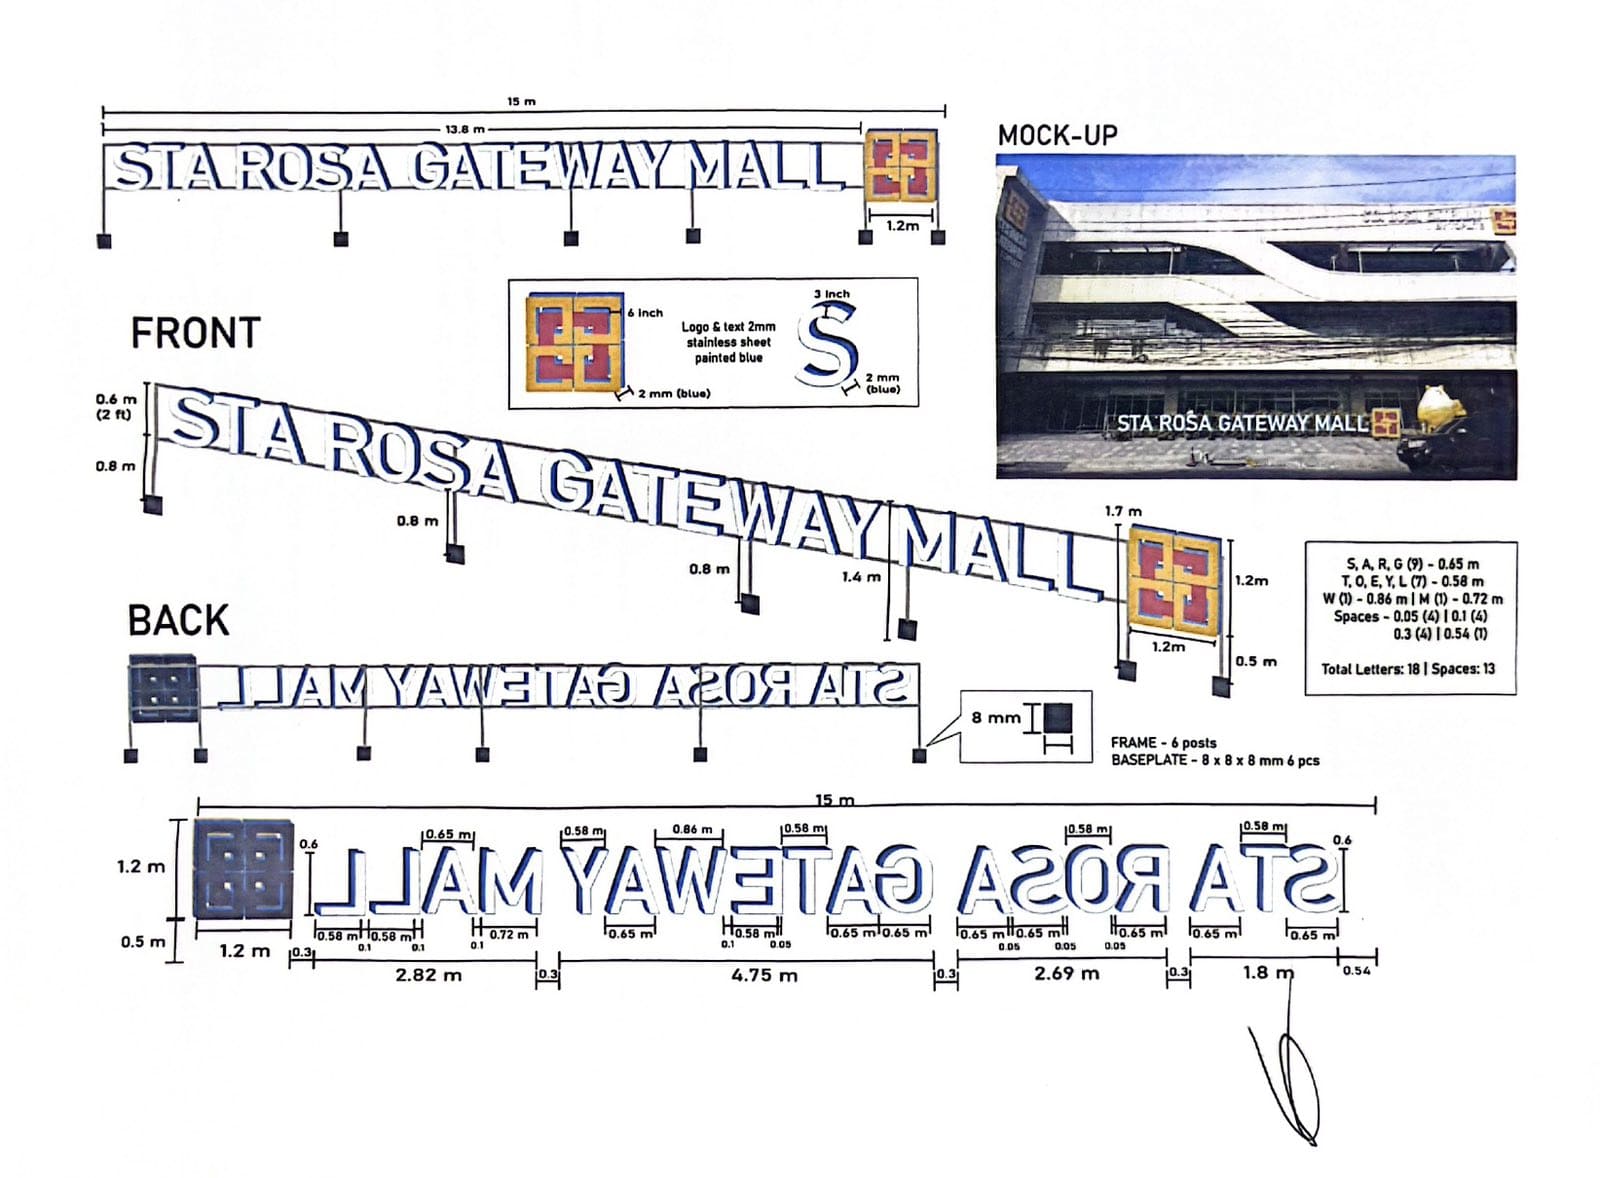 15 m
13.8 m
STA ROSA GATEWAY MALL
1.2m
MOCK-UP
STA ROSA GATEWAY MALL
FRONT
6 inch
Logo & text 2mm
stainless sheet
painted blue
2 mm (blue)
3 inch
S
2 mm
(blue)
0.6 m
(2 ft)
0.8 m
STA ROSA GATEWAY MALL
0.8 m
0.8 m
1.4 m
1.7 m
1.2m
1.2m
0.5 m
S, A, R, G (9) - 0.65 m
T, O, E, Y, L (7) - 0.58 m
W (1) - 0.86 m | M (1) - 0.72 m
Spaces - 0.05 (4) | 0.1 (4)
0.3 (4) | 0.54 (1)
Total Letters: 18 | Spaces: 13
BACK
STA ROSA GATEWAY MALL
8 mm
FRAME - 6 posts
BASEPLATE - 8 x 8 x 8 mm 6 pcs
15 m
1.2 m
0.5 m
0.6
0.65 m
0.58 m
0.86 m
0.58 m
0.58 m
0.58 m
0.6
STA ROSA GATEWAY MALL
1.2 m
0.58 m
0.1
0.58 m
0.1
0.1
0.72 m
0.65 m
0.1
0.58 m
0.05
0.65 m
0.65 m
0.65 m
0.05
0.65 m
0.05
0.05
0.65 m
0.65 m
0.65 m
0.3
2.82 m
0.3
4.75 m
0.3
2.69 m
0.3
1.8 m
0.54